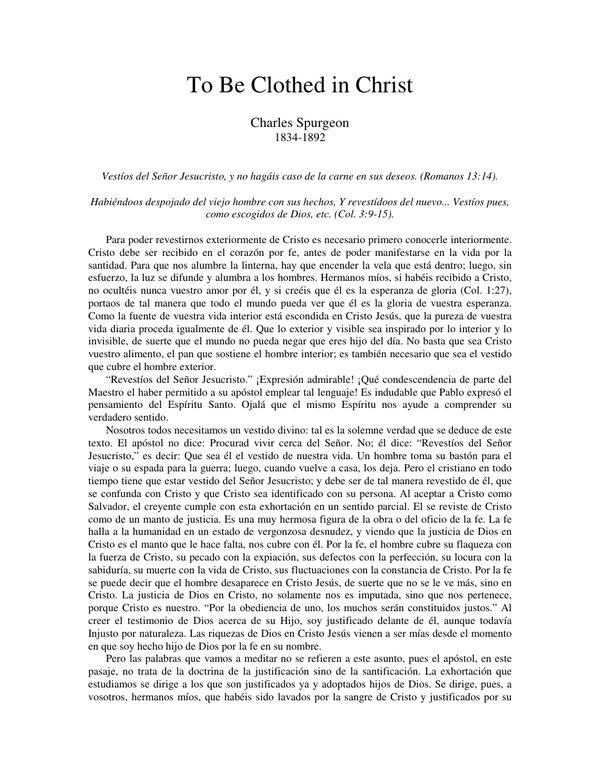 To Be Clothed in Christ
Charles Spurgeon
1834-1892
Vestíos del Señor Jesucristo, y no hagáis caso de la carne en sus deseos. (Romanos 13:14).
Habiéndoos despojado del viejo hombre con sus hechos, Y revestídoos del nuevo... Vestíos pues,
como escogidos de Dios, etc. (Col. 3:9-15).
Para poder revestirnos exteriormente de Cristo es necesario primero conocerle interiormente.
Cristo debe ser recibido en el corazón por fe, antes de poder manifestarse en la vida por la
santidad. Para que nos alumbre la linterna, hay que encender la vela que está dentro; luego, sin
esfuerzo, la luz se difunde y alumbra a los hombres. Hermanos míos, si habéis recibido a Cristo,
no ocultéis nunca vuestro amor por él, y si creéis que él es la esperanza de gloria (Col. 1:27),
portaos de tal manera que todo el mundo pueda ver que él es la gloria de vuestra esperanza.
Como la fuente de vuestra vida interior está escondida en Cristo Jesús, que la pureza de vuestra
vida diaria proceda igualmente de él. Que lo exterior y visible sea inspirado por lo interior y lo
invisible, de suerte que el mundo no pueda negar que eres hijo del día. No basta que sea Cristo
vuestro alimento, el pan que sostiene el hombre interior; es también necesario que sea el vestido
que cubre el hombre exterior.
“Revestíos del Señor Jesucristo.” ¡Expresión admirable! ¡Qué condescendencia de parte del
Maestro el haber permitido a su apóstol emplear tal lenguaje! Es indudable que Pablo expresó el
pensamiento del Espíritu Santo. Ojalá que el mismo Espíritu nos ayude a comprender su
verdadero sentido.
Nosotros todos necesitamos un vestido divino: tal es la solemne verdad que se deduce de este
texto. El apóstol no dice: Procurad vivir cerca del Señor. No; él dice: “Revestíos del Señor
Jesucristo,” es decir: Que sea él el vestido de nuestra vida. Un hombre toma su bastón para el
viaje o su espada para la guerra; luego, cuando vuelve a casa, los deja. Pero el cristiano en todo
tiempo tiene que estar vestido del Señor Jesucristo; y debe ser de tal manera revestido de él, que
se confunda con Cristo y que Cristo sea identificado con su persona. Al aceptar a Cristo como
Salvador, el creyente cumple con esta exhortación en un sentido parcial. El se reviste de Cristo
como de un manto de justicia. Es una muy hermosa figura de la obra o del oficio de la fe. La fe
halla a la humanidad en un estado de vergonzosa desnudez, y viendo que la justicia de Dios en
Cristo es el manto que le hace falta, nos cubre con él. Por la fe, el hombre cubre su flaqueza con
la fuerza de Cristo, su pecado con la expiación, sus defectos con la perfección, su locura con la
sabiduría, su muerte con la vida de Cristo, sus fluctuaciones con la constancia de Cristo. Por la fe
se puede decir que el hombre desaparece en Cristo Jesús, de suerte que no se le ve más, sino en
Cristo. La justicia de Dios en Cristo, no solamente nos es imputada, sino que nos pertenece,
porque Cristo es nuestro. “Por la obediencia de uno, los muchos serán constituidos justos.” Al
creer el testimonio de Dios acerca de su Hijo, soy justificado delante de él, aunque todavía
Injusto por naturaleza. Las riquezas de Dios en Cristo Jesús vienen a ser mías desde el momento
en que soy hecho hijo de Dios por la fe en su nombre.
Pero las palabras que vamos a meditar no se refieren a este asunto, pues el apóstol, en este
pasaje, no trata de la doctrina de la justificación sino de la santificación. La exhortación que
estudiamos se dirige a los que son justificados ya y adoptados hijos de Dios. Se dirige, pues, a
vosotros, hermanos míos, que habéis sido lavados por la sangre de Cristo y justificados por su